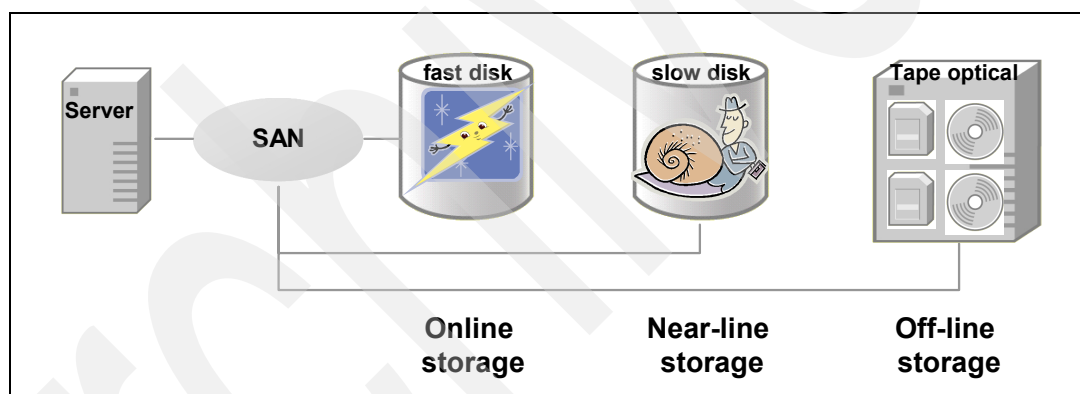 Server
SAN
fast disk
slow disk
Tape optical
Online
storage
Near-line
storage
Off-line
storage